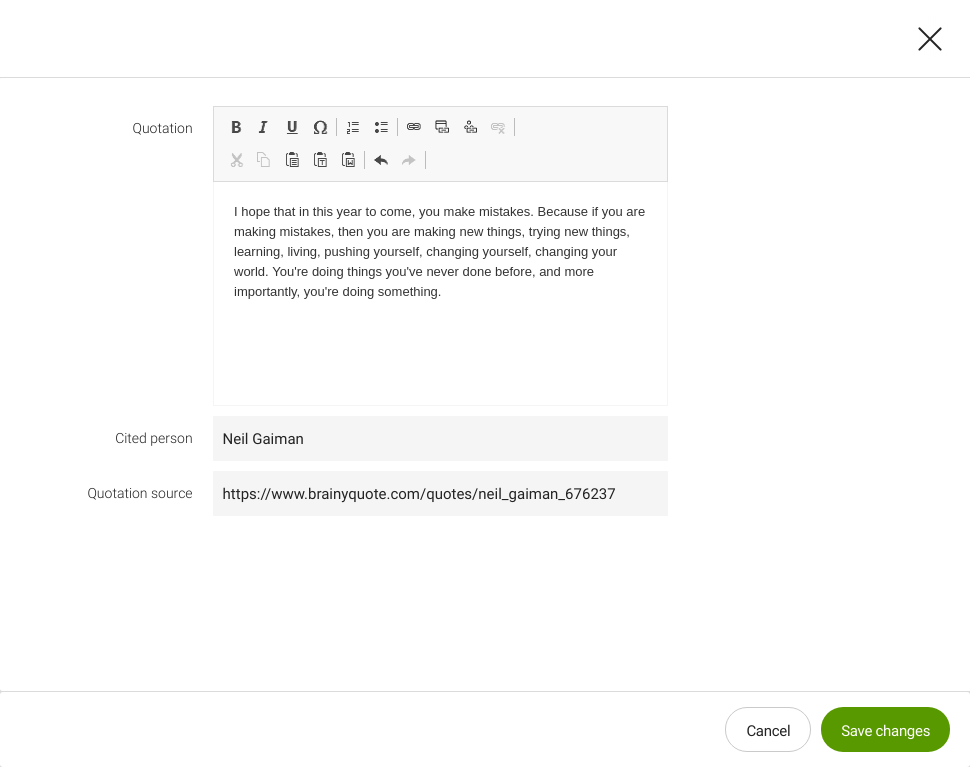 Quotation
B I U Ω
I hope that in this year to come, you make mistakes. Because if you are
making mistakes, then you are making new things, trying new things,
learning, living, pushing yourself, changing yourself, changing your
world. You're doing things you've never done before, and more
importantly, you're doing something.
Cited person
Neil Gaiman
Quotation source
https://www.brainyquote.com/quotes/neil_gaiman_676237
Cancel
Save changes